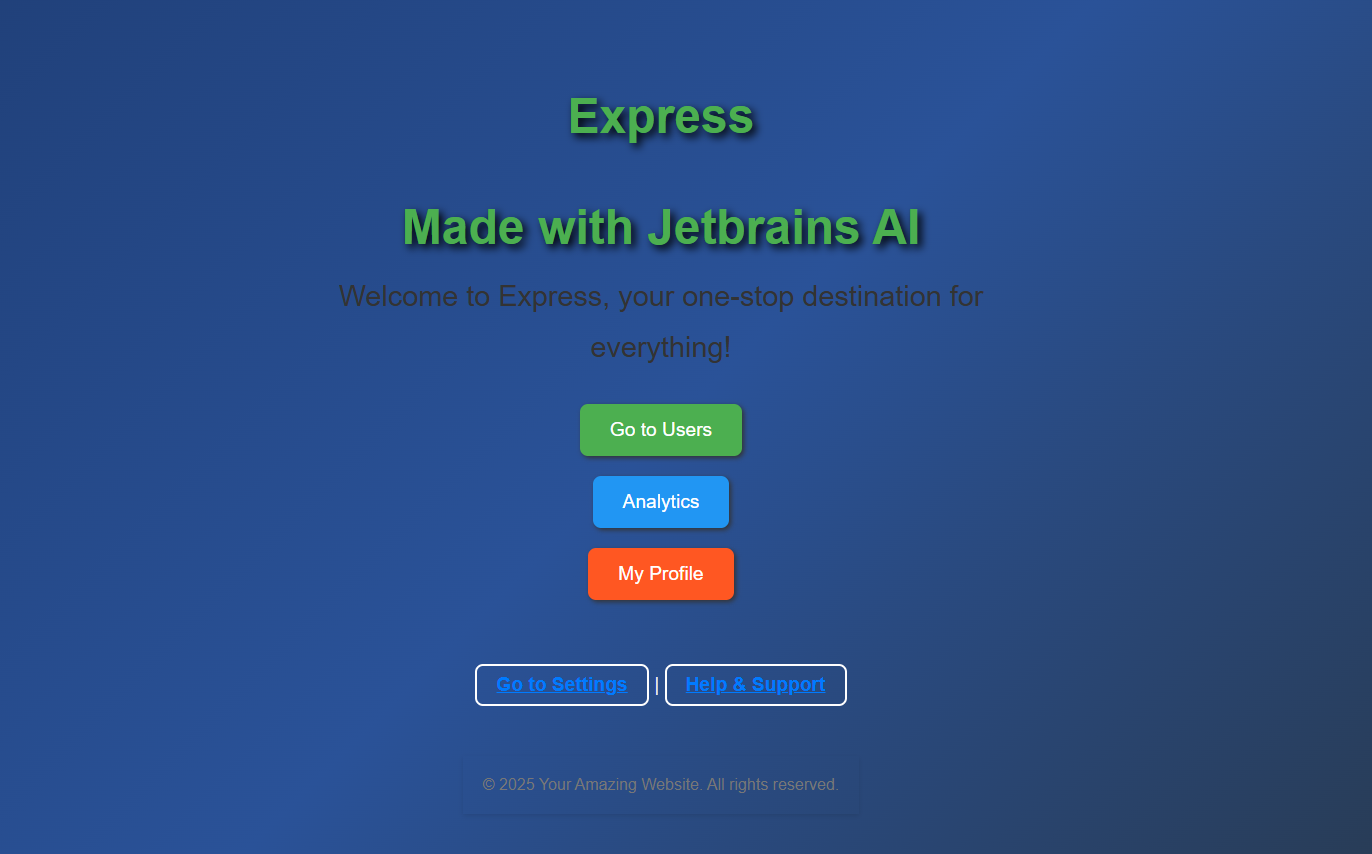 Express
Made with Jetbrains AI
Welcome to Express, your one-stop destination for
everything!
Go to Users
Analytics
My Profile
Go to Settings | Help & Support
© 2025 Your Amazing Website. All rights reserved.